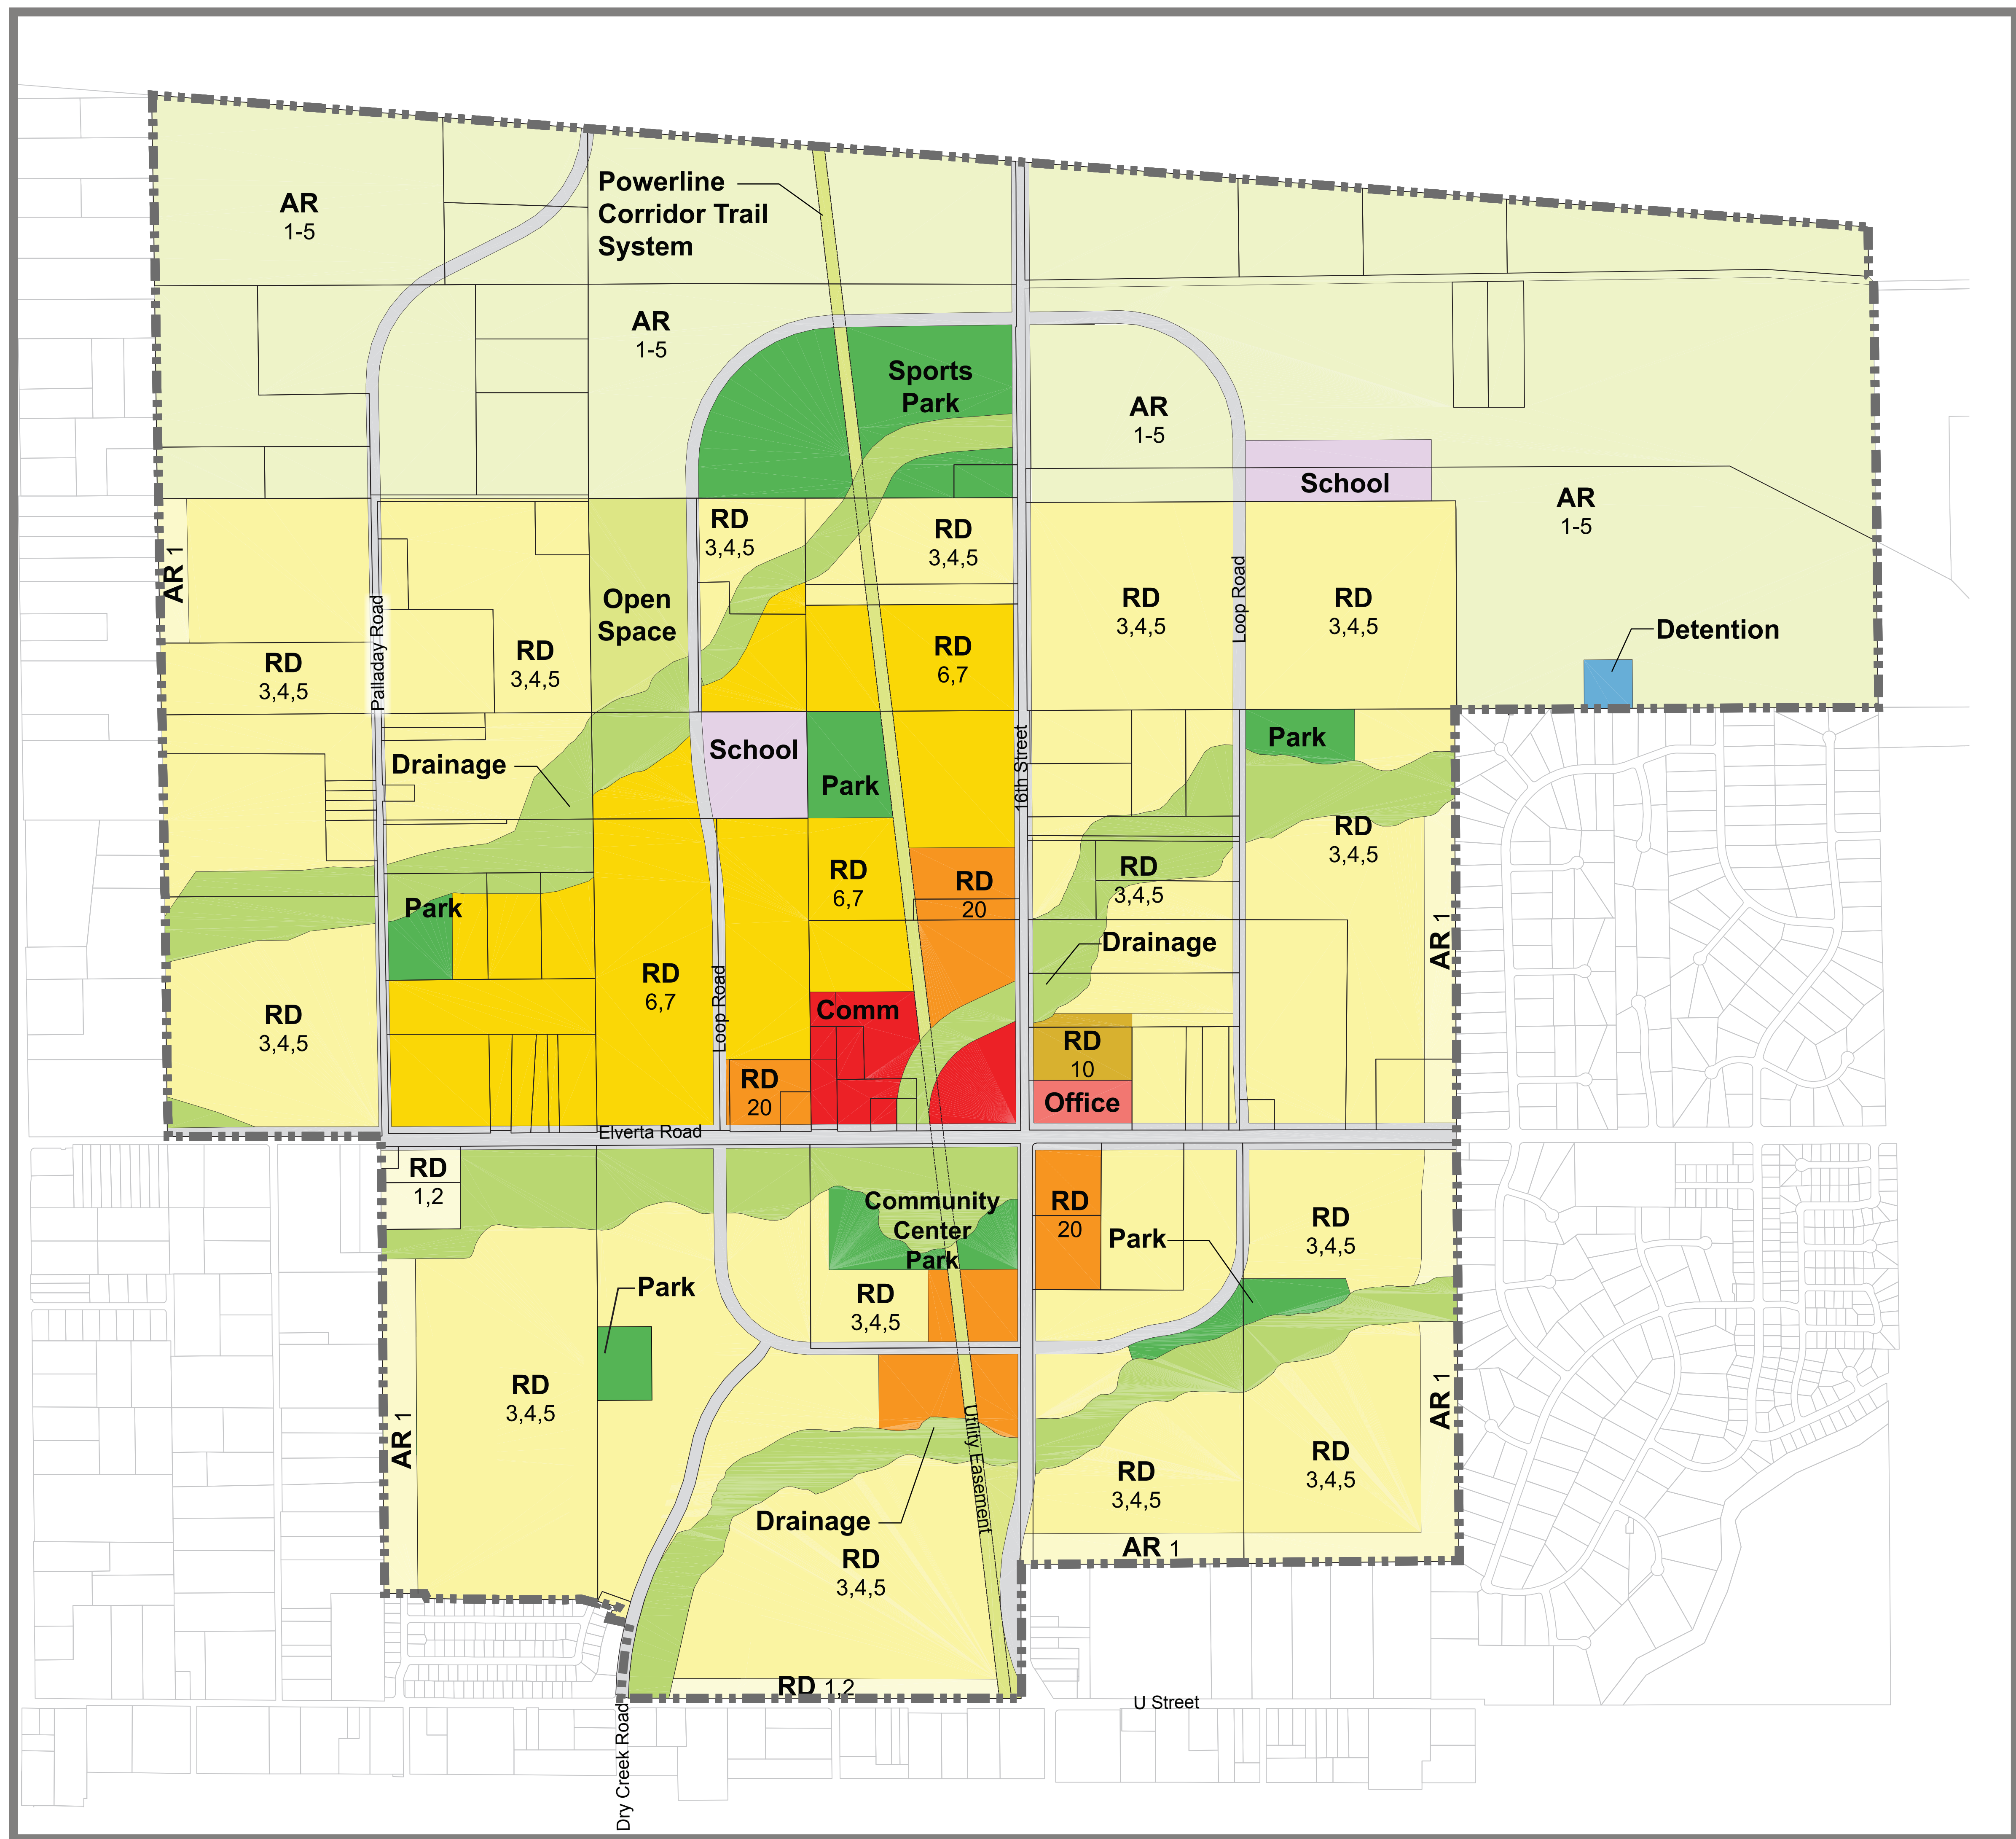 Powerline
Corridor Trail
System
AR
1-5
AR
1-5
Sports
Park
AR
1-5
School
AR
1-5
RD
3,4,5
RD
3,4,5
AR 1
Open
Space
Palladay Road
RD
3,4,5
RD
3,4,5
RD
6,7
RD
3,4,5
Loop Road
RD
3,4,5
Detention
Drainage
School
Park
16th Street
Park
RD
3,4,5
RD
6,7
RD
20
RD
3,4,5
Park
AR 1
Drainage
RD
3,4,5
RD
6,7
Loop Road
Comm
RD
10
RD
20
Office
Elverta Road
RD
1,2
Community
Center
Park
RD
20
Park
RD
3,4,5
Park
RD
3,4,5
RD
3,4,5
AR 1
AR 1
Utility Easement
RD
3,4,5
RD
3,4,5
Drainage
RD
3,4,5
AR 1
RD 1,2
U Street
Dry Creek Road